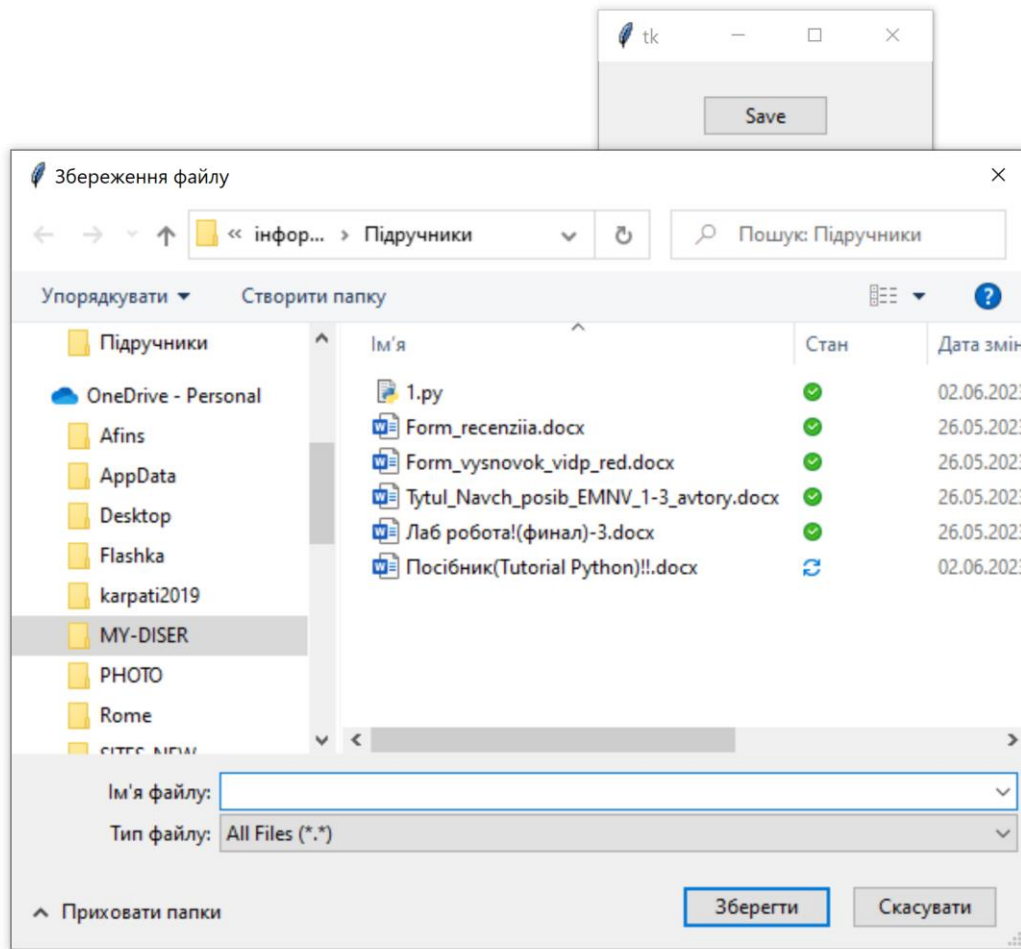 tk
Save
Збереження файлу
« інфор... › Підручники
Пошук: Підручники
Упорядкувати
Створити папку
Підручники
OneDrive - Personal
Afins
AppData
Desktop
Flashka
karpati2019
MY-DISER
PHOTO
Rome
SITES-NEW
Ім'я Стан Дата змін
1.py 02.06.2023
Form_recenziia.docx 26.05.2023
Form_vysnovok_vidp_red.docx 26.05.2023
Tytul_Navch_posib_EMNV_1-3_avtory.docx 26.05.2023
Лаб робота!(финал)-3.docx 26.05.2023
Посібник(Tutorial Python)!!.docx 02.06.2023
Ім'я файлу:
Тип файлу: All Files (*.*)
Приховати папки
Зберегти
Скасувати